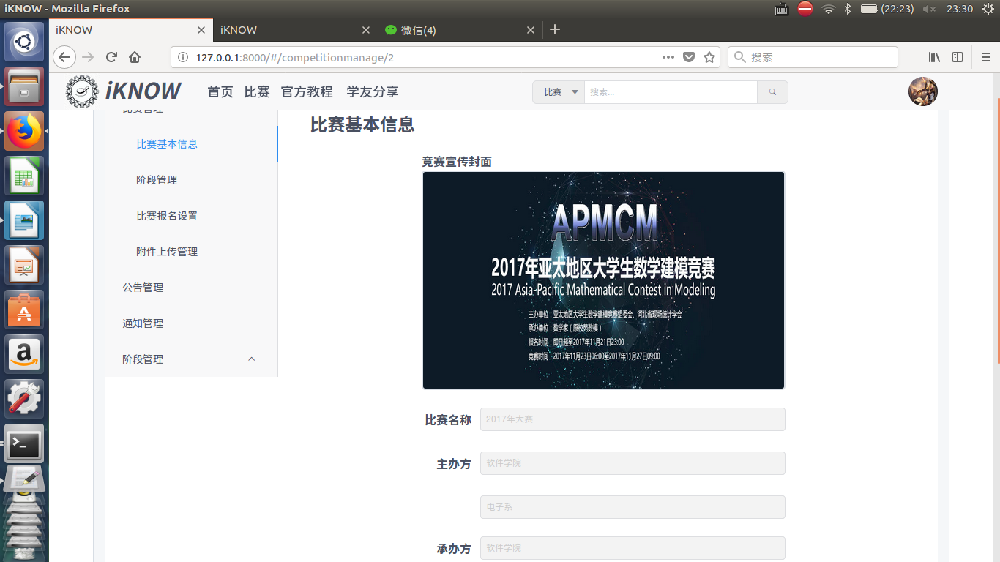 iKNOW - Mozilla Firefox
(22:23)
23:30
iKNOW
iKNOW
微信(4)
127.0.0.1:8000/#/competitionmanage/2
搜索
iKNOW
首页
比赛
官方教程
学友分享
比赛
搜索...
比赛管理
比赛基本信息
阶段管理
比赛报名设置
附件上传管理
公告管理
通知管理
阶段管理
比赛基本信息
竞赛宣传封面
APMCM
2017年亚太地区大学生数学建模竞赛
2017 Asia-Pacific Mathematical Contest in Modeling
主办单位：亚太地区大学生数学建模竞赛组委会、河北省现场统计学会
承办单位：数学家（原校苑数模）
报名时间：即日起至2017年11月21日23:00
竞赛时间：2017年11月23日06:00至2017年11月27日09:00
比赛名称
2017年大赛
主办方
软件学院
电子系
承办方
软件学院